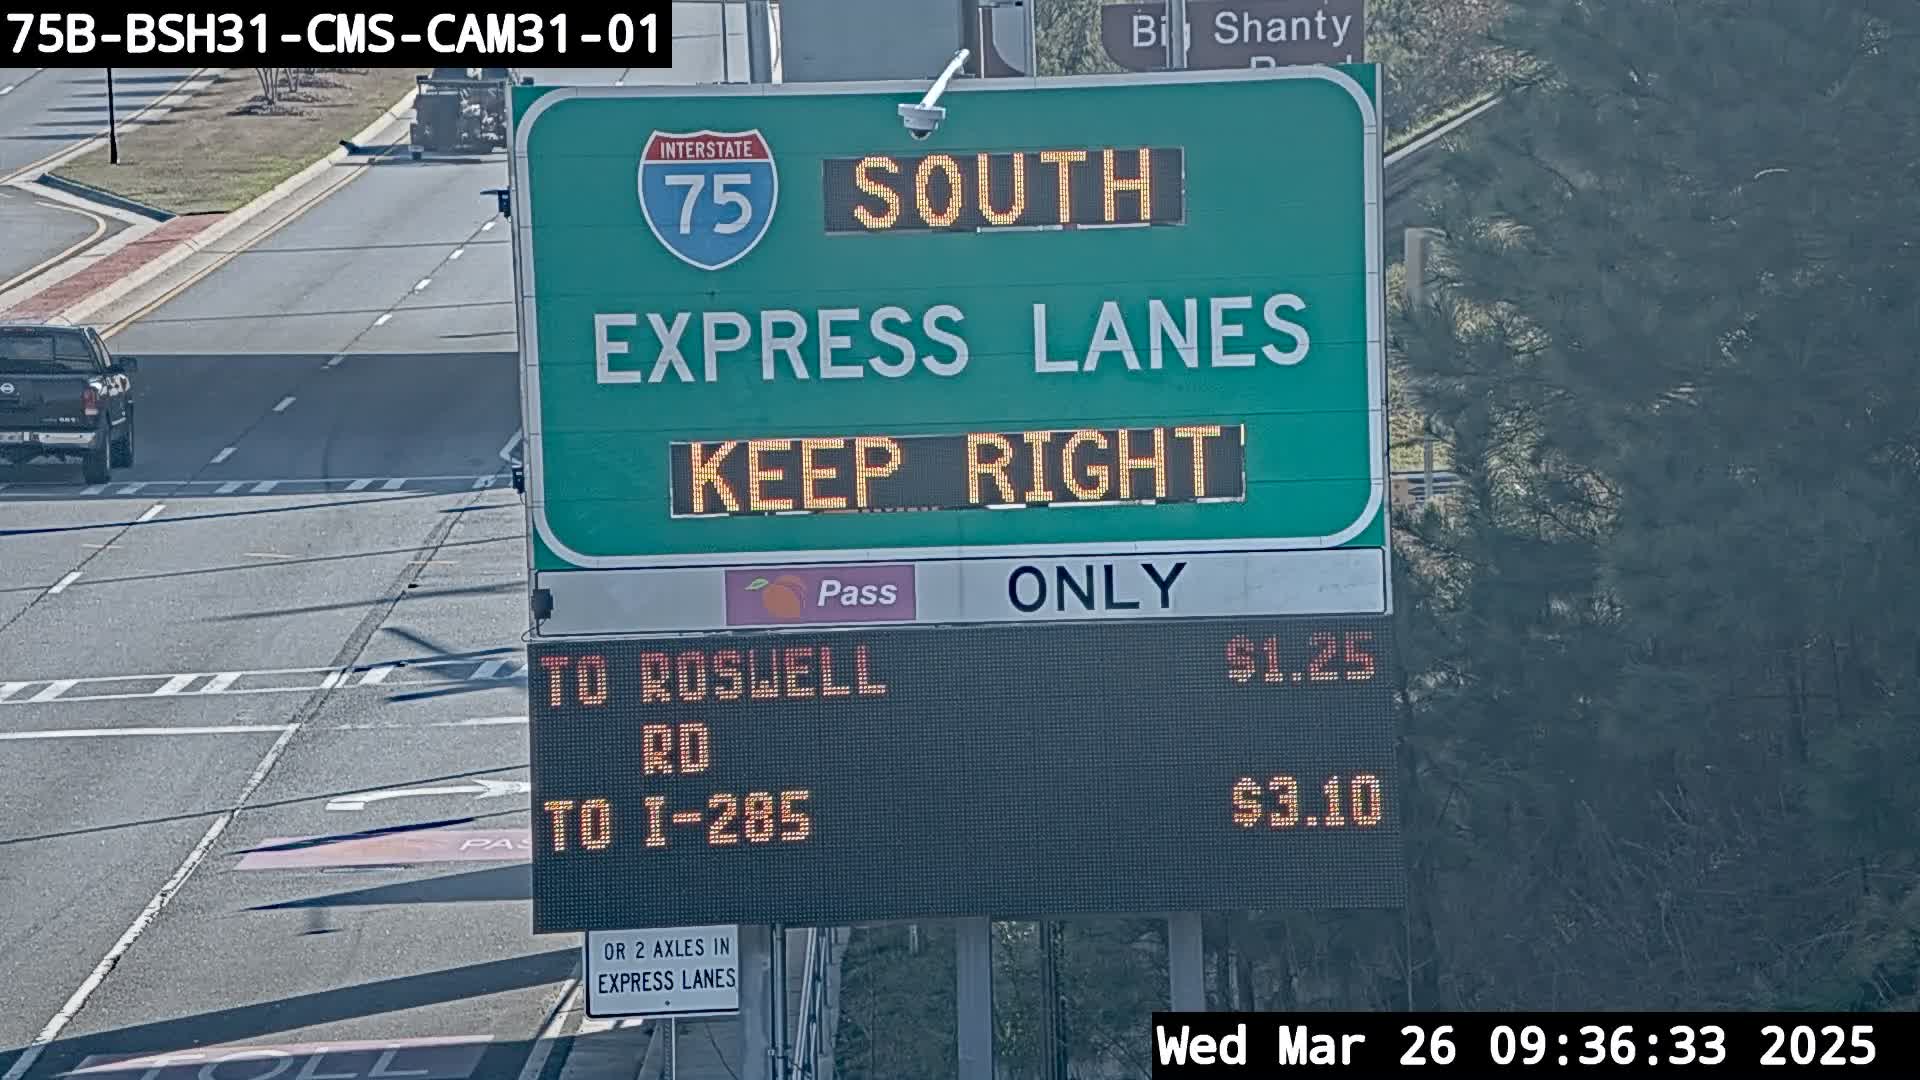 75B-BSH31-CMS-CAM31-01
Big Shanty
Road
INTERSTATE
75
SOUTH
EXPRESS LANES
KEEP RIGHT
Pass ONLY
TO ROSWELL $1.25
RD
TO I-285 $3.10
OR 2 AXLES IN
EXPRESS LANES
TOLL
Wed Mar 26 09:36:33 2025